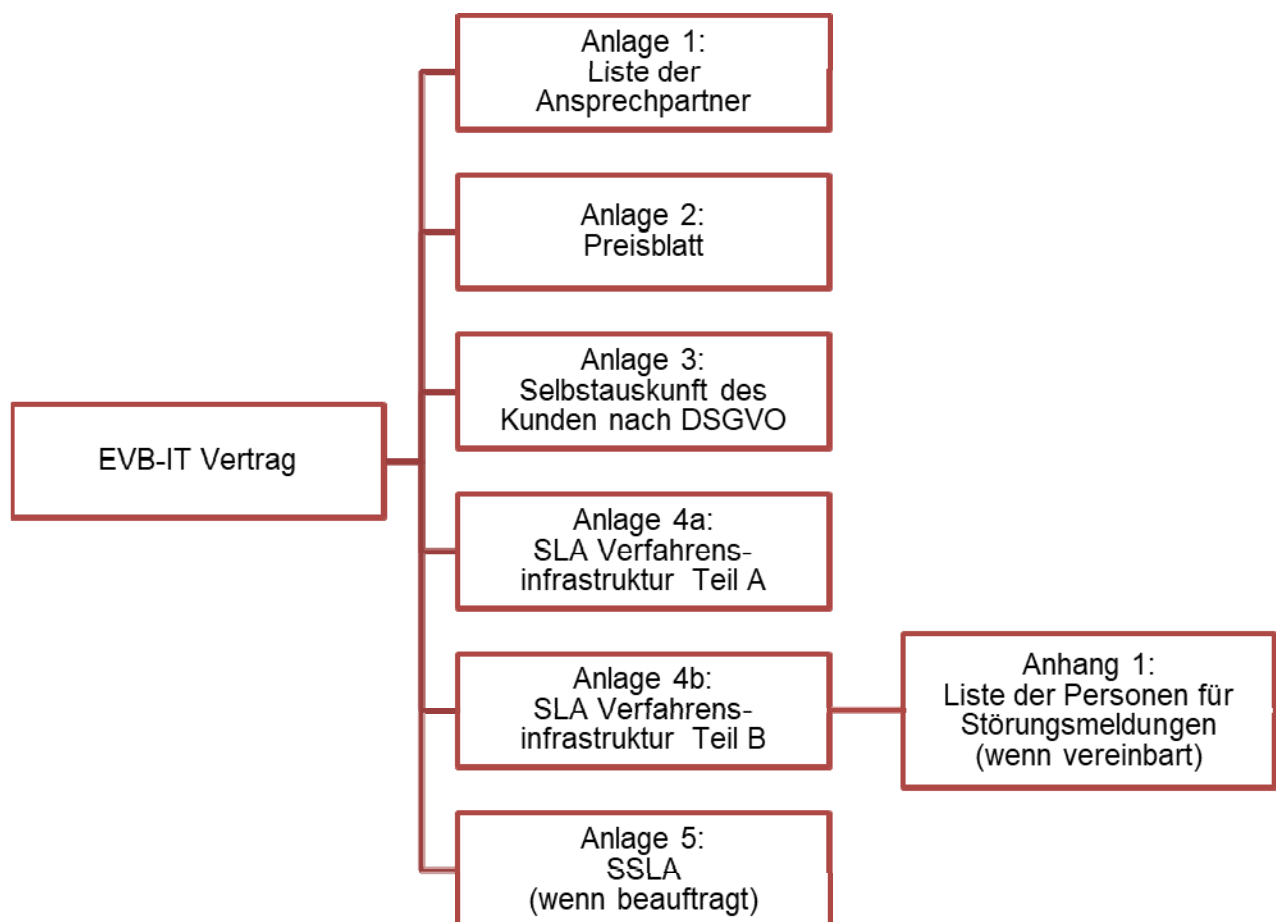 Anlage 1:
Liste der
Ansprechpartner
Anlage 2:
Preisblatt
Anlage 3:
Selbstauskunft des
Kunden nach DSGVO
EVB-IT Vertrag
Anlage 4a:
SLA Verfahrens-
infrastruktur Teil A
Anlage 4b:
SLA Verfahrens-
infrastruktur Teil B
Anhang 1:
Liste der Personen für
Störungsmeldungen
(wenn vereinbart)
Anlage 5:
SSLA
(wenn beauftragt)